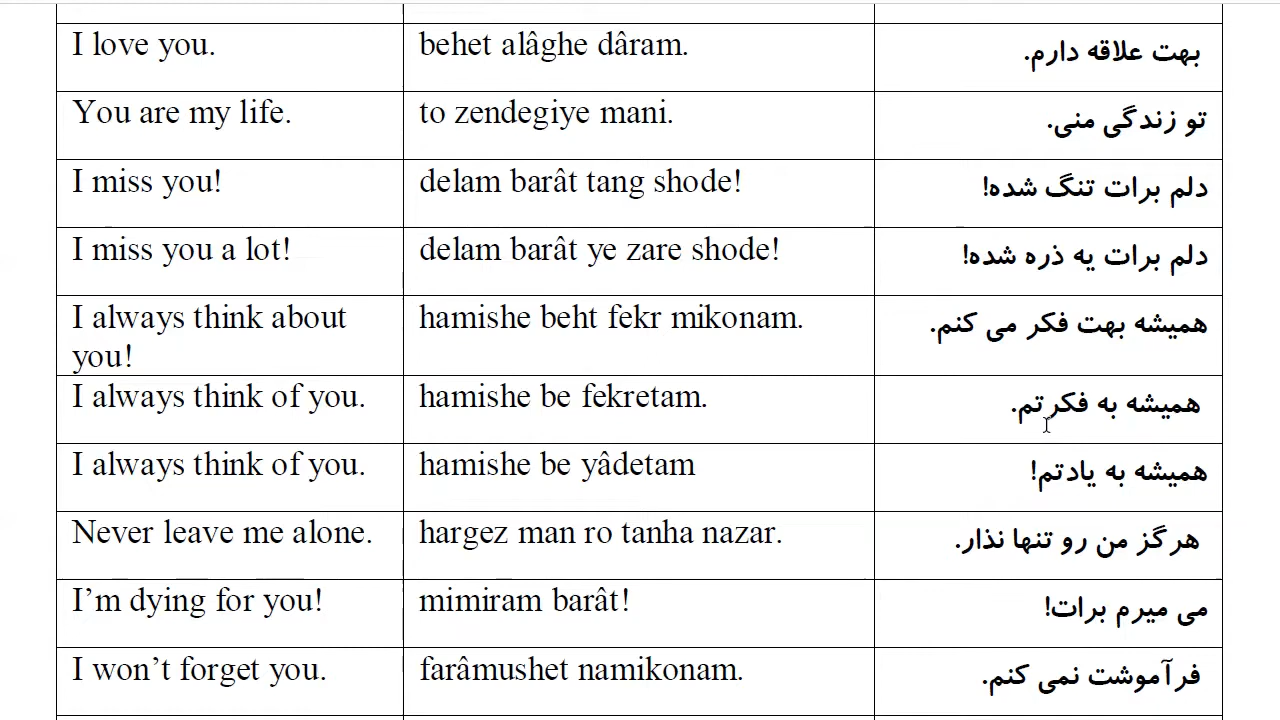 I love you. behet alâghe dâram. بهت علاقه دارم.
You are my life. to zendegiye mani. تو زندگی منی.
I miss you! delam barât tang shode! دلم برات تنگ شده!
I miss you a lot! delam barât ye zare shode! دلم برات یه ذره شده!
I always think about hamishe beht fekr mikonam. همیشه بهت فکر می کنم.
you!
I always think of you. hamishe be fekretam. همیشه به فکرتم.
I always think of you. hamishe be yâdetam همیشه به یادتم!
Never leave me alone. hargez man ro tanha nazar. هرگز من رو تنها نذار.
I’m dying for you! mimiram barât! می میرم برات!
I won’t forget you. farâmushet namikonam. فرآموشت نمی کنم.